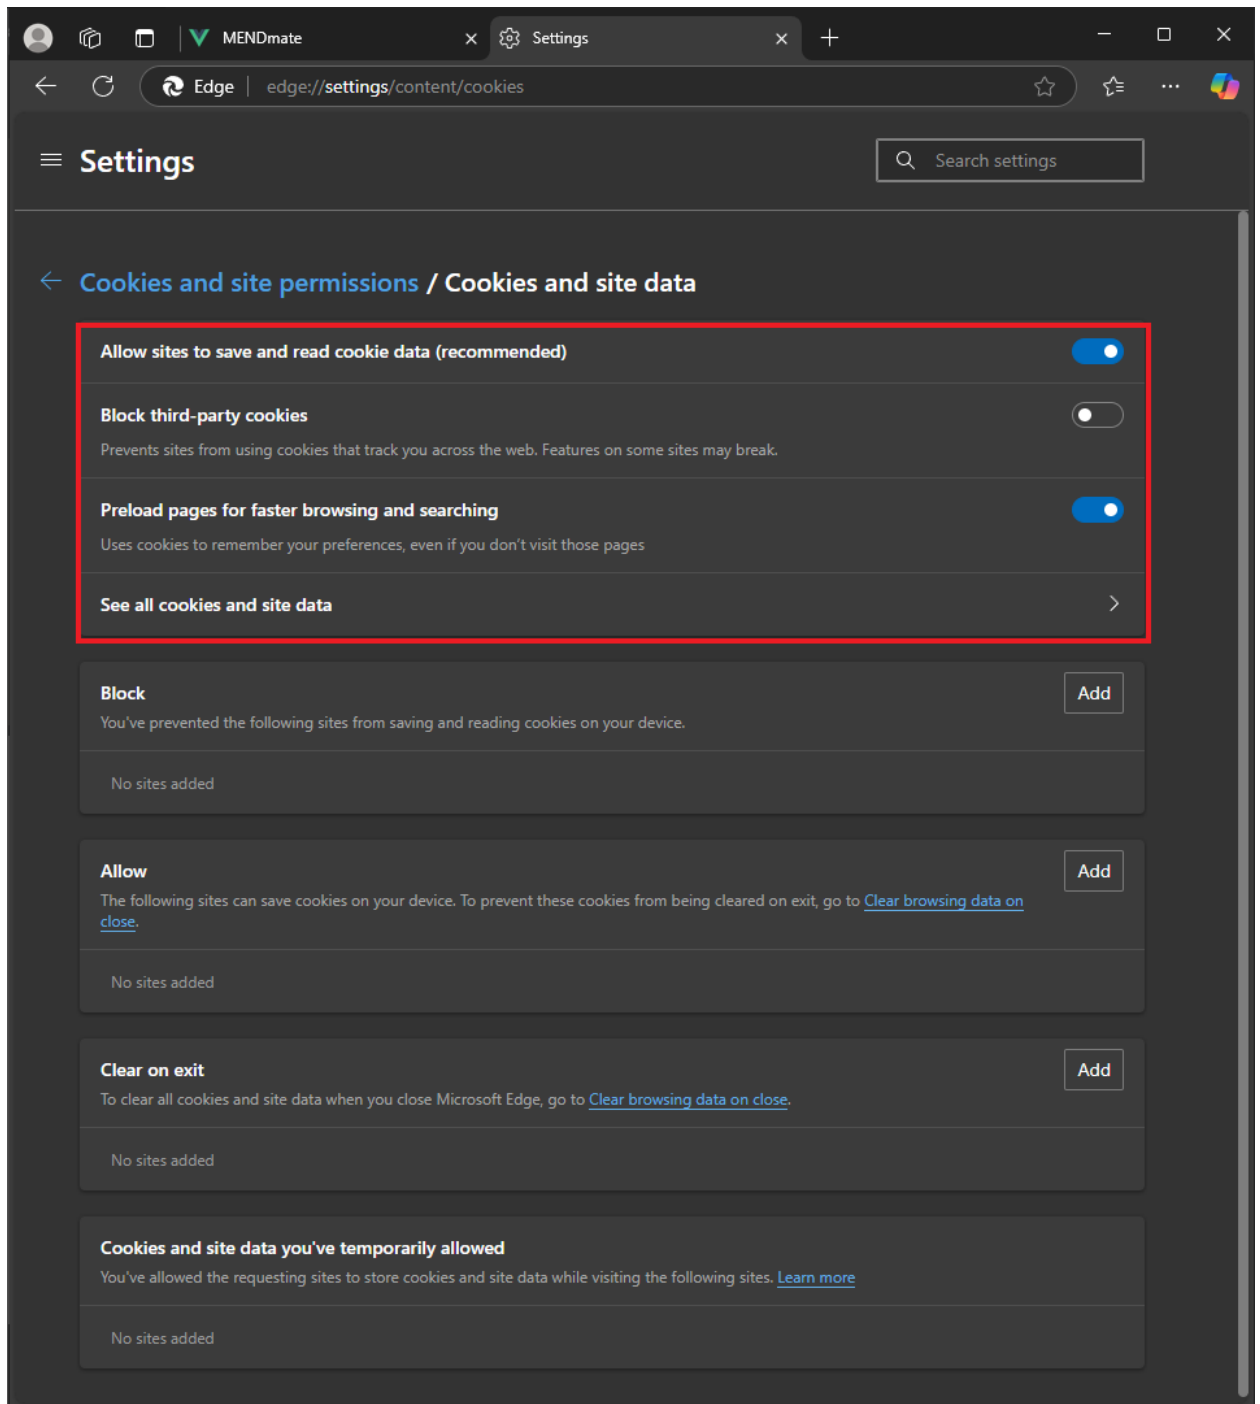 MENDmate
Settings
Edge
edge://settings/content/cookies
Settings
Search settings
Cookies and site permissions / Cookies and site data
Allow sites to save and read cookie data (recommended)
Block third-party cookies
Prevents sites from using cookies that track you across the web. Features on some sites may break.
Preload pages for faster browsing and searching
Uses cookies to remember your preferences, even if you don't visit those pages
See all cookies and site data
Block
Add
You've prevented the following sites from saving and reading cookies on your device.
No sites added
Allow
Add
The following sites can save cookies on your device. To prevent these cookies from being cleared on exit, go to Clear browsing data on
close.
No sites added
Clear on exit
Add
To clear all cookies and site data when you close Microsoft Edge, go to Clear browsing data on close.
No sites added
Cookies and site data you've temporarily allowed
You've allowed the requesting sites to store cookies and site data while visiting the following sites. Learn more
No sites added